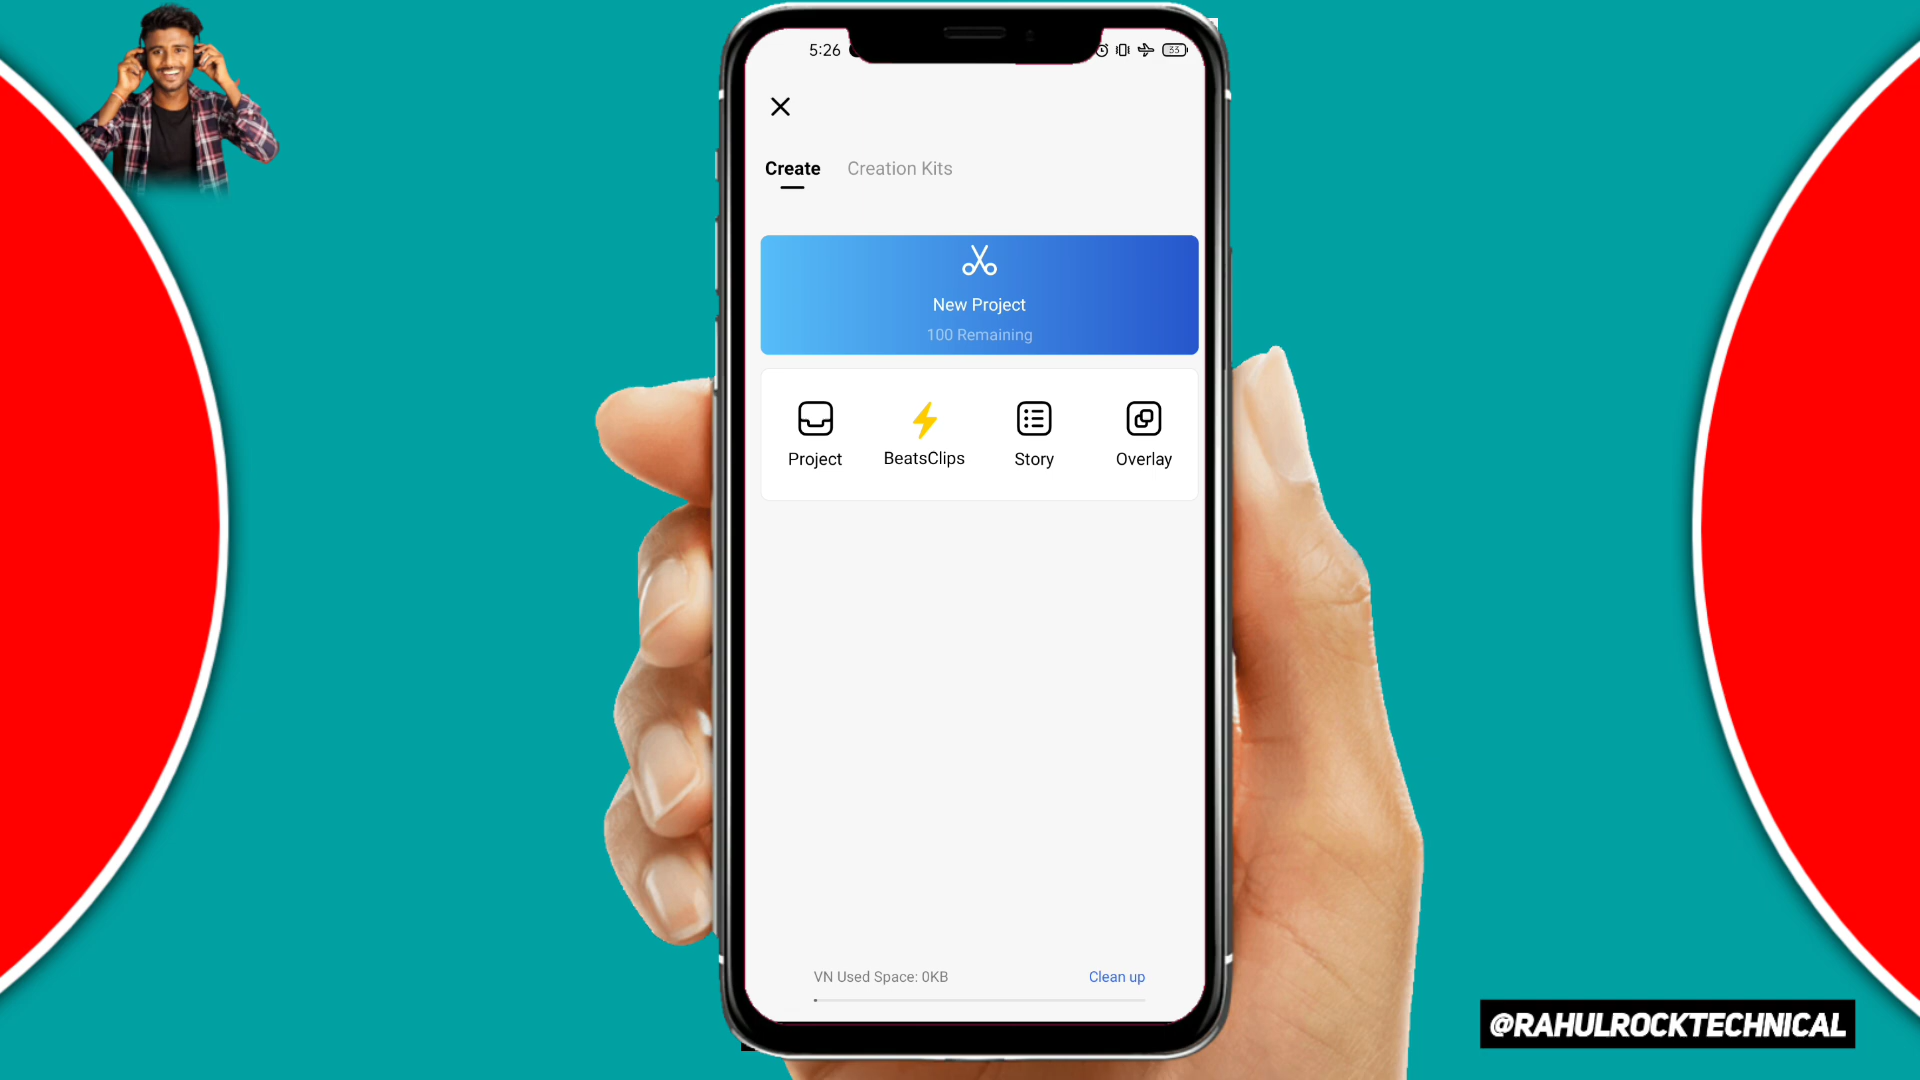 5:26
33
Create
Creation Kits
New Project
100 Remaining
Project
BeatsClips
Story
Overlay
VN Used Space: 0KB
Clean up
@RAHULROCKTECHNICAL